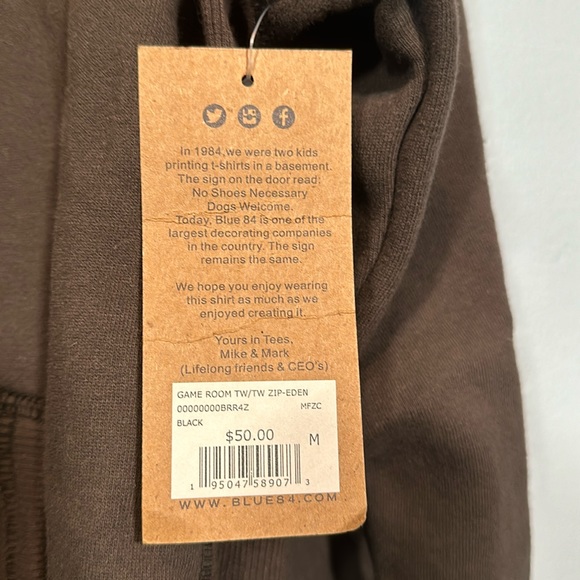 In 1984, we were two kids
printing t-shirts in a basement.
The sign on the door read:
No Shoes Necessary
Dogs Welcome.
Today, Blue 84 is one of the
largest decorating companies
in the country. The sign
remains the same.
We hope you enjoy wearing
this shirt as much as we
enjoyed creating it.
Yours in Tees,
Mike & Mark
(Lifelong friends & CEO's)
GAME ROOM TW/TW ZIP-EDEN
00000000BRR4Z MFZC
BLACK
$50.00 M
1 95047 58907 3
WWW.BLUE84.COM